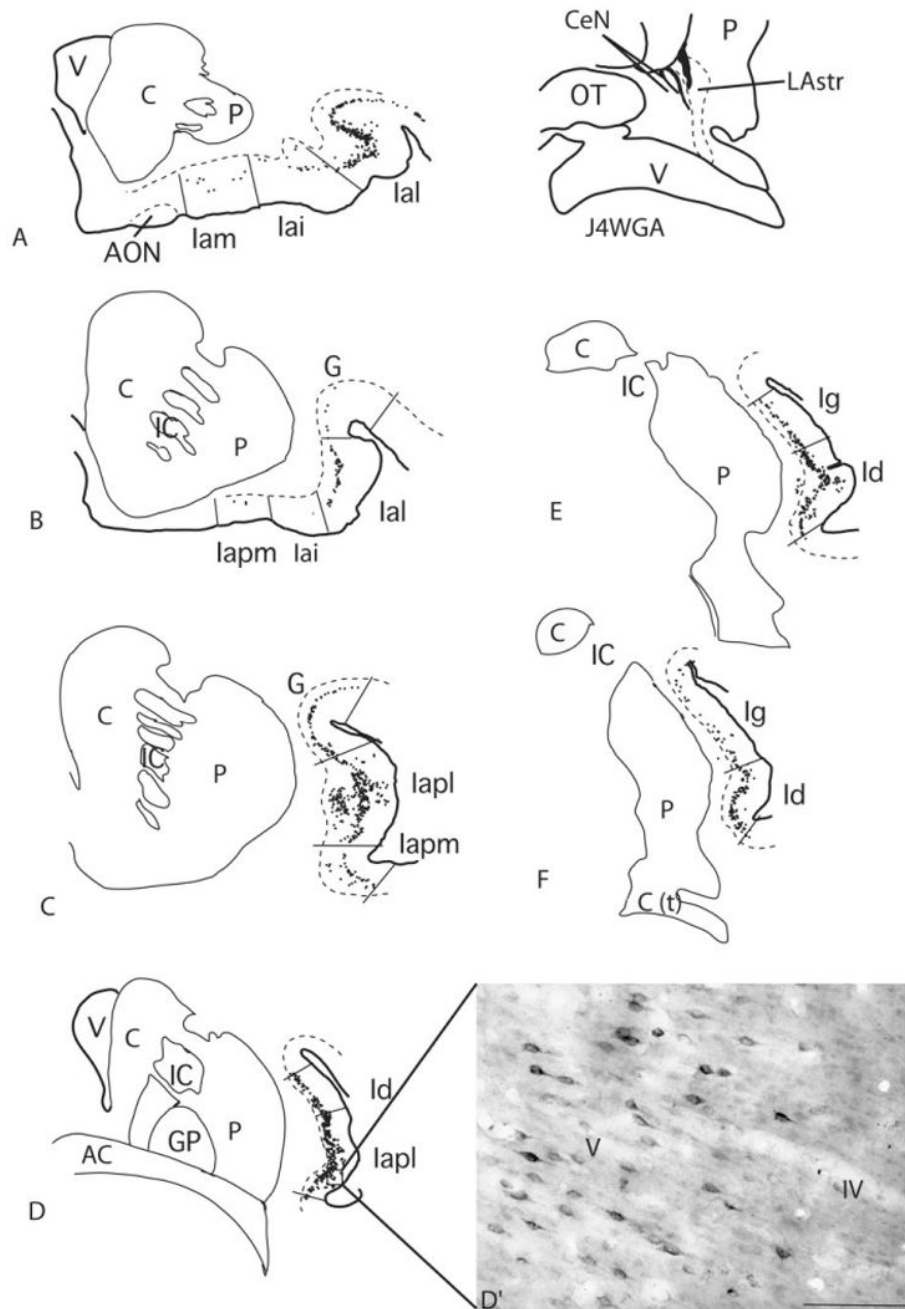 V
C
P
AON
Iam
Iai
Ial
A
CeN
P
LAstr
OT
V
J4WGA
C
IC
P
G
Iapm
Iai
Ial
B
C
IC
P
Ig
Id
E
C
IC
P
G
Iapl
Iapm
C
C
IC
P
Ig
Id
C (t)
F
V
C
IC
GP
P
AC
Id
Iapl
D
V
IV
D'